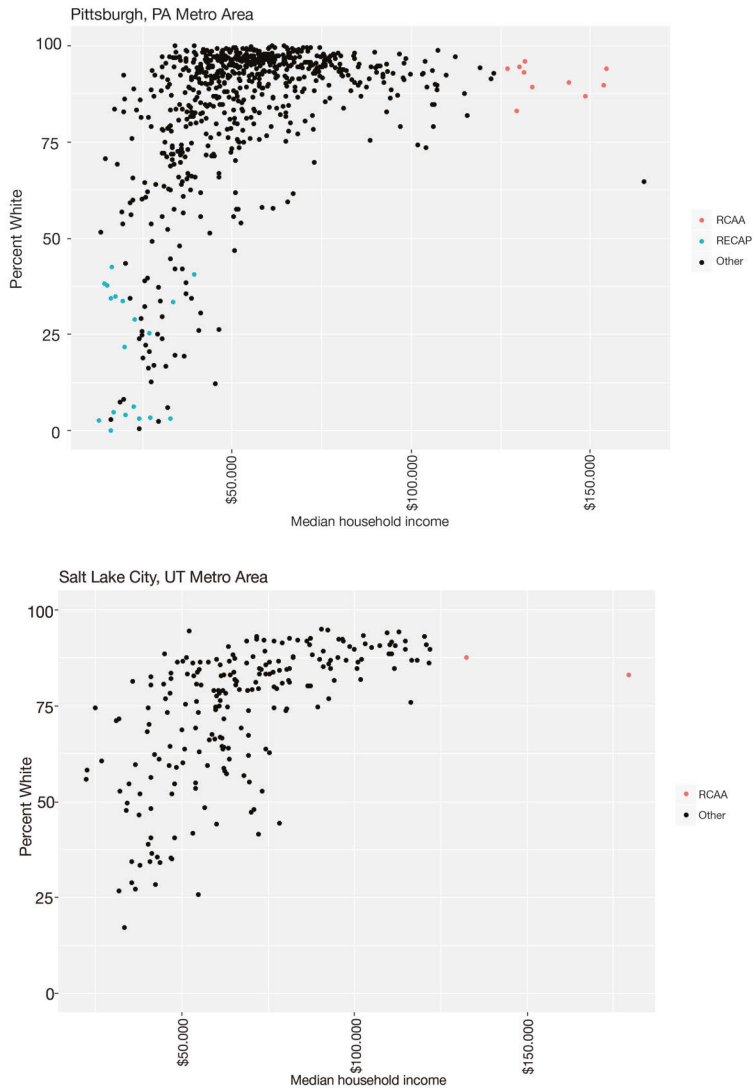 Pittsburgh, PA Metro Area
100
75
50
25
0
Percent White
$50.000
$100.000
$150.000
Median household income
RCAA
RECAP
Other
Salt Lake City, UT Metro Area
100
75
50
25
0
Percent White
$50.000
$100.000
$150.000
Median household income
RCAA
Other